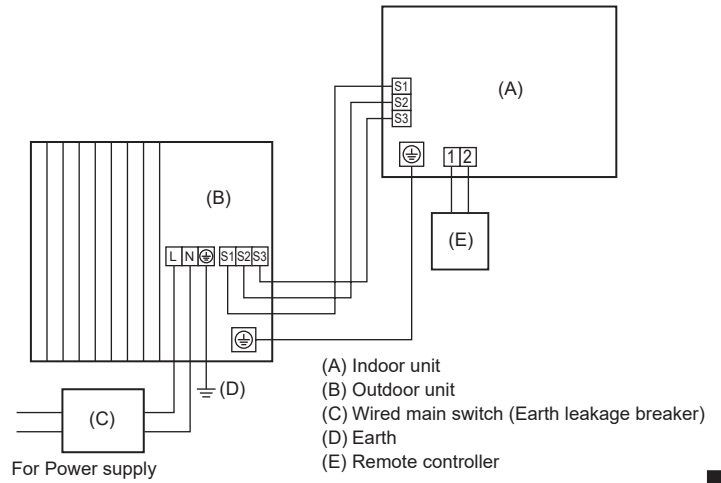 (A)
S1
S2
S3
1 2
(E)
(B)
L N S1 S2 S3
(D)
(C)
For Power supply
(A) Indoor unit
(B) Outdoor unit
(C) Wired main switch (Earth leakage breaker)
(D) Earth
(E) Remote controller